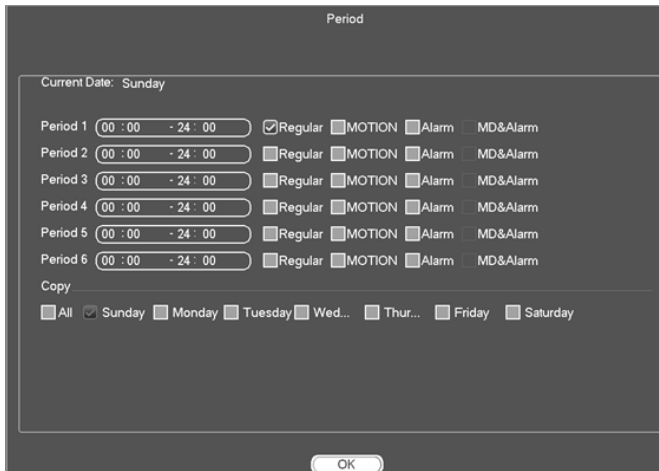 Period
Current Date: Sunday
Period 1 00 : 00 - 24 : 00 Regular MOTION Alarm MD&Alarm
Period 2 00 : 00 - 24 : 00 Regular MOTION Alarm MD&Alarm
Period 3 00 : 00 - 24 : 00 Regular MOTION Alarm MD&Alarm
Period 4 00 : 00 - 24 : 00 Regular MOTION Alarm MD&Alarm
Period 5 00 : 00 - 24 : 00 Regular MOTION Alarm MD&Alarm
Period 6 00 : 00 - 24 : 00 Regular MOTION Alarm MD&Alarm
Copy
All Sunday Monday Tuesday Wed... Thur... Friday Saturday
OK